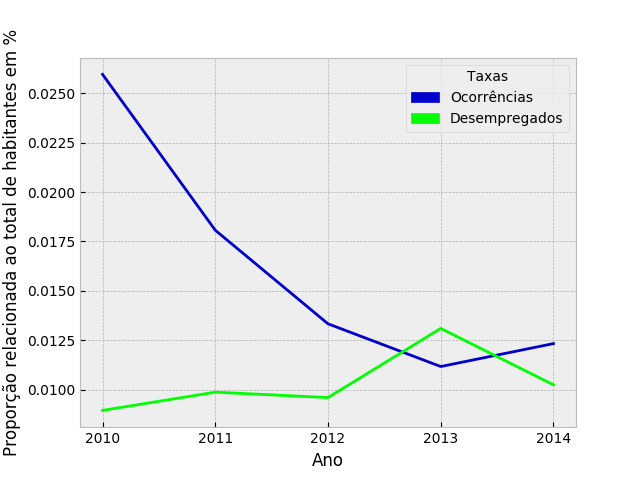 Proporção relacionada ao total de habitantes em %
0.0250
0.0225
0.0200
0.0175
0.0150
0.0125
0.0100
Taxas
Ocorrências
Desempregados
2010 2011 2012 2013 2014
Ano